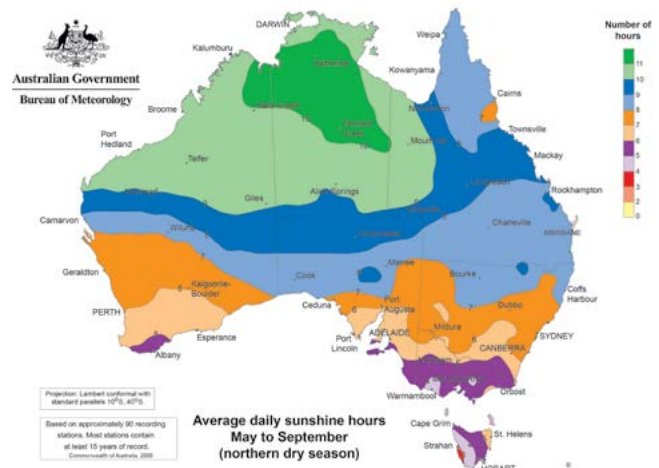 Australian Government
Bureau of Meteorology
DARWIN
Kalumburu
Katherine
Weipa
Kowanyama
Cairns
Normanton
Townsville
Broome
Tennant
Creek
Port
Hedland
Telfer
Mackay
Giles
Alice Springs
Rockhampton
Carnarvon
Wiluna
Charleville
BRISBANE
Marree
Cook
Bourke
Geraldton
Kalgoorlie-
Boulder
Coffs
Harbour
Ceduna
Port
Augusta
Dubbo
PERTH
Esperance
Mildura
SYDNEY
ADELAIDE
Port
Lincoln
CANBERRA
Albany
Orbost
Warrnambool
Cape Grim
St. Helens
Strahan
HOBART
Number of
hours
11
10
9
8
7
6
5
4
3
2
1
0
Projection: Lambert conformal with
standard parallels 10°S, 40°S.
Based on approximately 90 recording
stations. Most stations contain
at least 15 years of record.
Commonwealth of Australia, 2005
Average daily sunshine hours
May to September
(northern dry season)